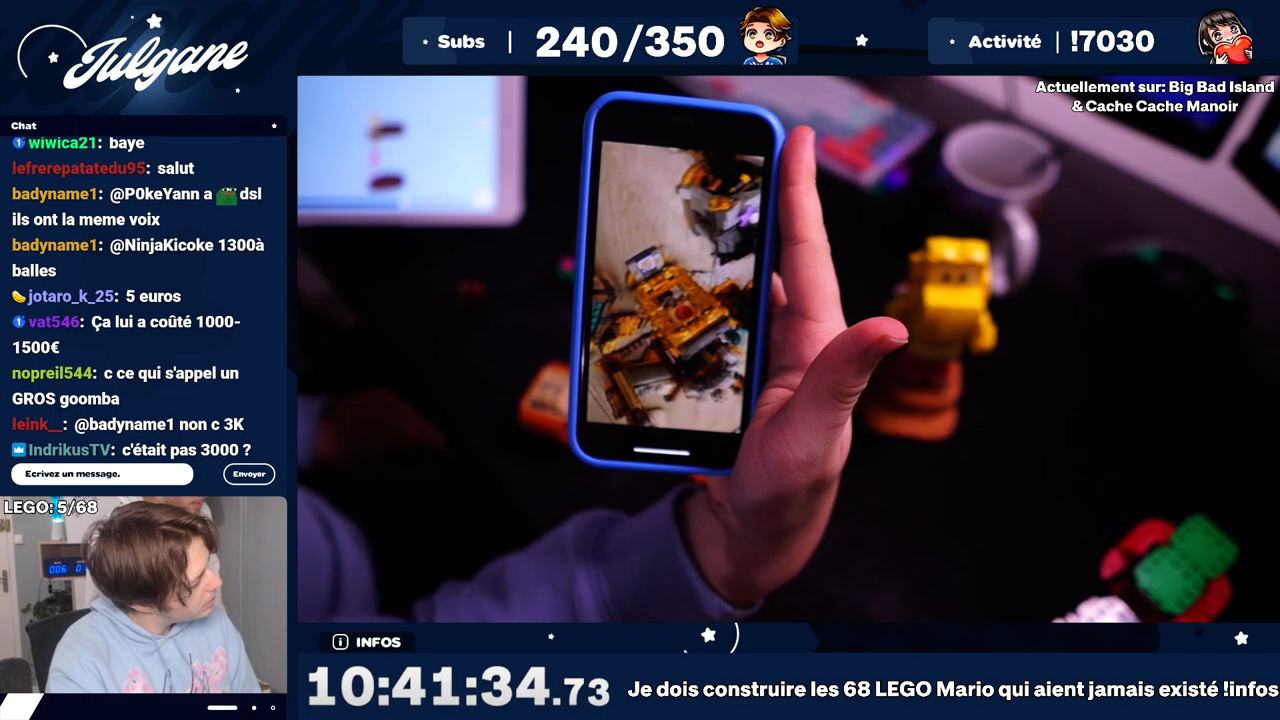 Julgane
Subs | 240/350
Activité | !7030
Actuellement sur: Big Bad Island
& Cache Cache Manoir
Chat
wiwica21: baye
lefrerepatatedu95: salut
badyname1: @P0keYann a dsl
ils ont la meme voix
badyname1: @NinjaKicoke 1300à
balles
jotaro_k_25: 5 euros
1 vat546: Ça lui a coûté 1000-
1500€
nopreil544: c ce qui s'appel un
GROS goomba
leink__: @badyname1 non c 3K
IndrikusTV: c'était pas 3000 ?
Ecrivez un message.
Envoyer
LEGO: 5/68
006
INFOS
10:41:34.73
Je dois construire les 68 LEGO Mario qui aient jamais existé !infos